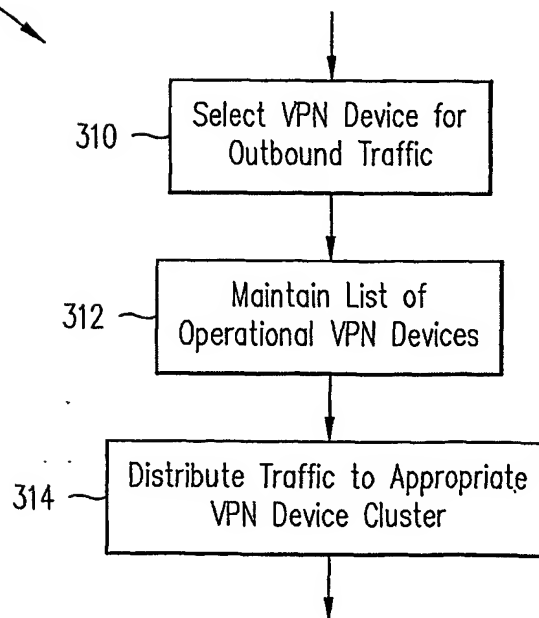 310
Select VPN Device for
Outbound Traffic
312
Maintain List of
Operational VPN Devices
314
Distribute Traffic to Appropriate
VPN Device Cluster